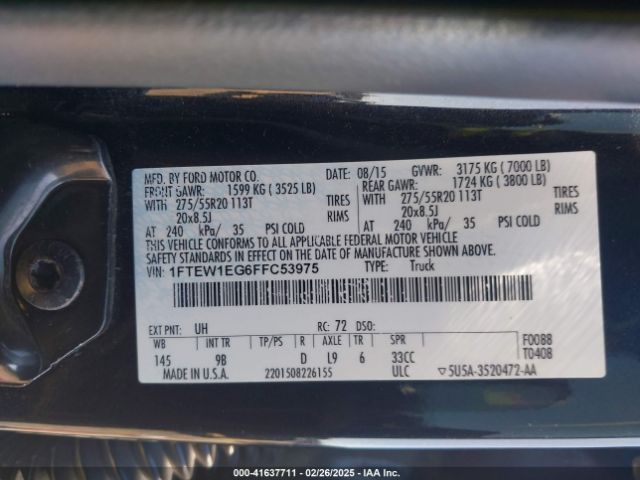 MFD. BY FORD MOTOR CO. DATE: 08/15 GVWR: 3175 KG ( 7000 LB)
FRONT GAWR: 1599 KG ( 3525 LB) REAR GAWR: 1724 KG ( 3800 LB)
WITH 275/55R20 113T TIRES WITH 275/55R20 113T TIRES
20x8.5J RIMS 20x8.5J RIMS
AT 240 kPa/ 35 PSI COLD AT 240 kPa/ 35 PSI COLD
THIS VEHICLE CONFORMS TO ALL APPLICABLE FEDERAL MOTOR VEHICLE
SAFETY STANDARDS IN EFFECT ON THE DATE OF MANUFACTURE SHOWN ABOVE.
VIN: 1FTEW1EG6FFC53975 TYPE: Truck
EXT PNT: UH RC: 72 DSO: F0088
WB INT TR TP/PS R AXLE TR SPR T0408
145 9B D L9 6 33CC
MADE IN U.S.A. 2201508226155 ULC ▽5U5A-3520472-AA
000-41637711 - 02/26/2025 - IAA Inc.